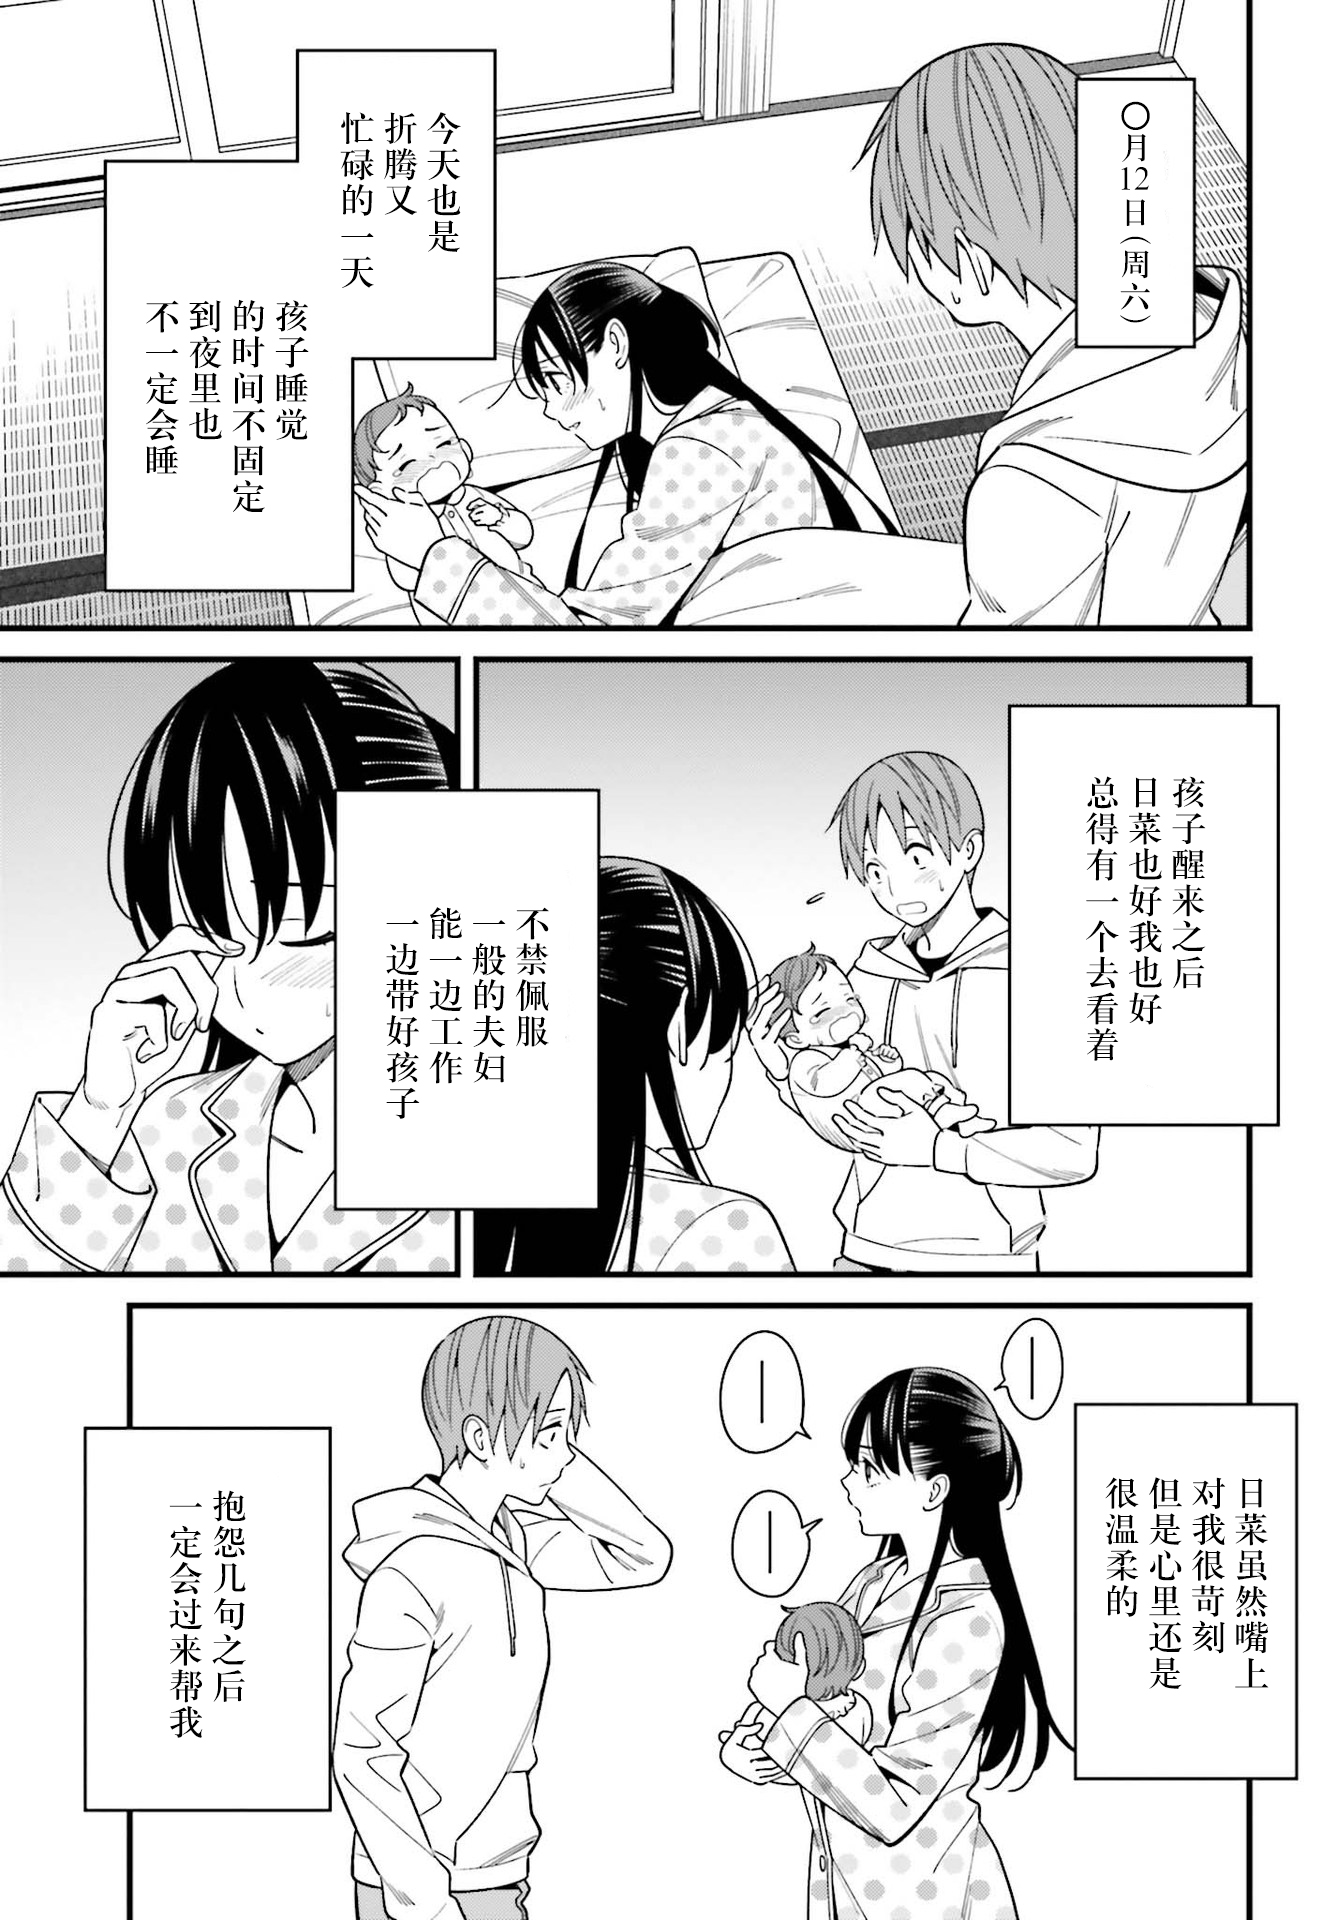 〇月12日(周六)
今天也是
折腾又
忙碌的一天
孩子睡觉
的时间不固定
到夜里也
不一定会睡
孩子醒来之后
日菜也好我也好
总得有一个去看着
不禁佩服
一般的夫妇
能一边工作
一边带好孩子
日菜虽然嘴上
对我很苛刻
但是心里还是
很温柔的
抱怨几句之后
一定会过来帮我